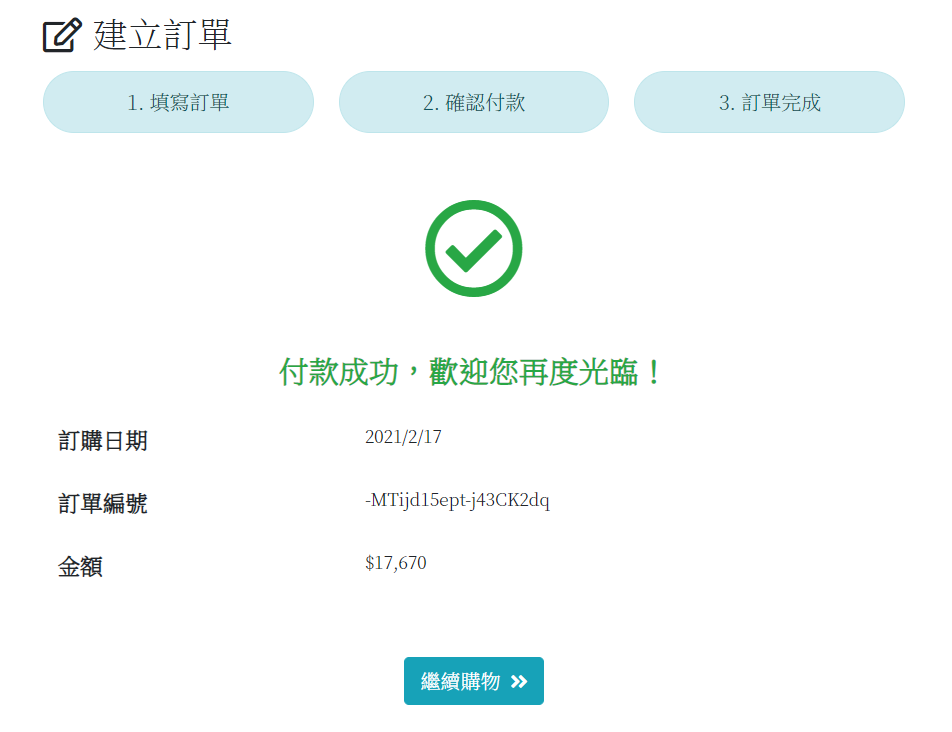 建立訂單
1. 填寫訂單
2. 確認付款
3. 訂單完成
付款成功，歡迎您再度光臨！
訂購日期 2021/2/17
訂單編號 -MTijd15ept-j43CK2dq
金額 $17,670
繼續購物